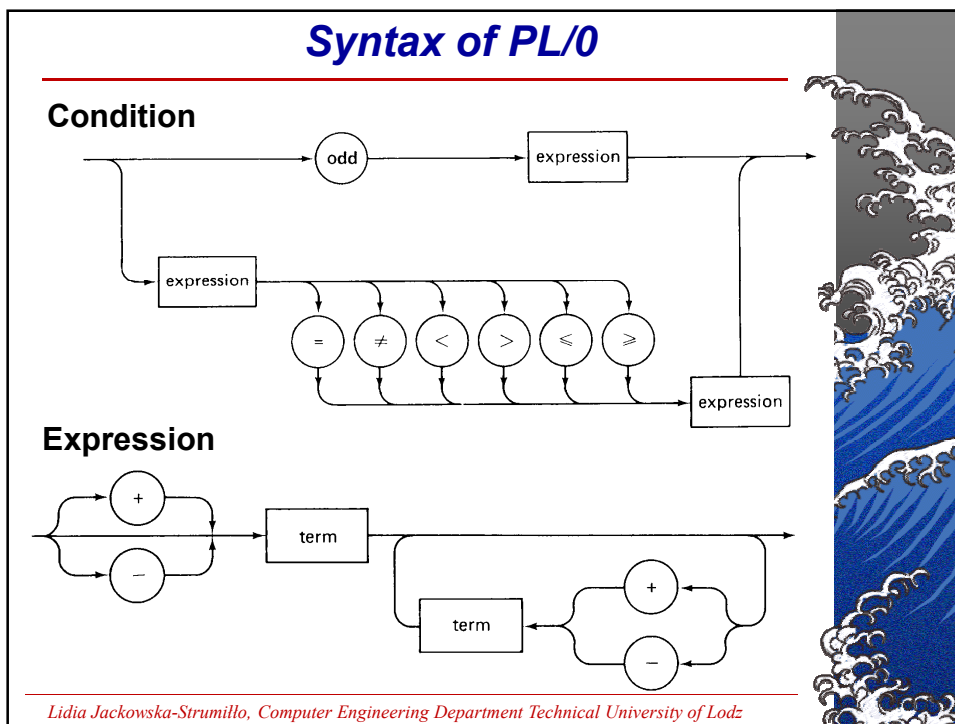 Syntax of PL/0
Condition
odd
expression
expression
= ≠ < > ⩽ ⩾
expression
Expression
+
term
−
+
term
−
Lidia Jackowska-Strumiłło, Computer Engineering Department Technical University of Lodz